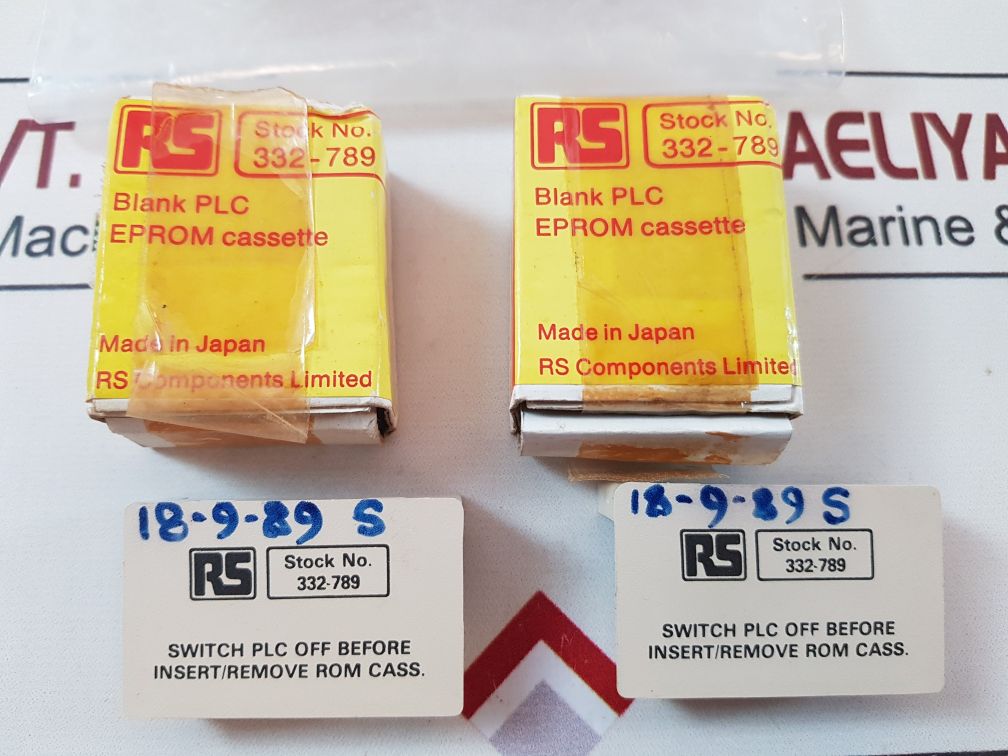 RS Stock No.
332-789
Blank PLC
EPROM cassette
Made in Japan
RS Components Limited
RS Stock No.
332-789
Blank PLC
EPROM cassette
Made in Japan
RS Components Limited
VT.
AELIYA
Mac
Marine &
18-9-89 S
RS Stock No.
332-789
SWITCH PLC OFF BEFORE
INSERT/REMOVE ROM CASS.
18-9-89 S
RS Stock No.
332-789
SWITCH PLC OFF BEFORE
INSERT/REMOVE ROM CASS.